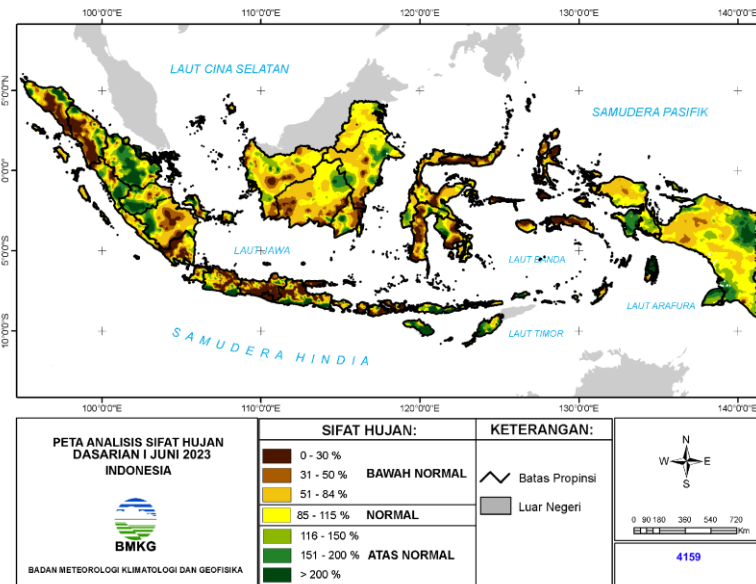 100°0'0"E 110°0'0"E 120°0'0"E 130°0'0"E 140°0'
LAUT CINA SELATAN
SAMUDERA PASIFIK
5°0'0"N
0°0'0"
5°0'0"S
10°0'0"S
LAUT JAWA
LAUT BANDA
LAUT ARAFURA
LAUT TIMOR
SAMUDERA HINDIA
100°0'0"E 110°0'0"E 120°0'0"E 130°0'0"E 140°0'
PETA ANALISIS SIFAT HUJAN
DASARIAN I JUNI 2023
INDONESIA
BMKG
BADAN METEOROLOGI KLIMATOLOGI DAN GEOFISIKA
SIFAT HUJAN:
0 - 30 %
31 - 50 % BAWAH NORMAL
51 - 84 %
85 - 115 % NORMAL
116 - 150 %
151 - 200 % ATAS NORMAL
> 200 %
KETERANGAN:
Batas Propinsi
Luar Negeri
N
W E
S
0 90 180 360 540 720
Km
4159